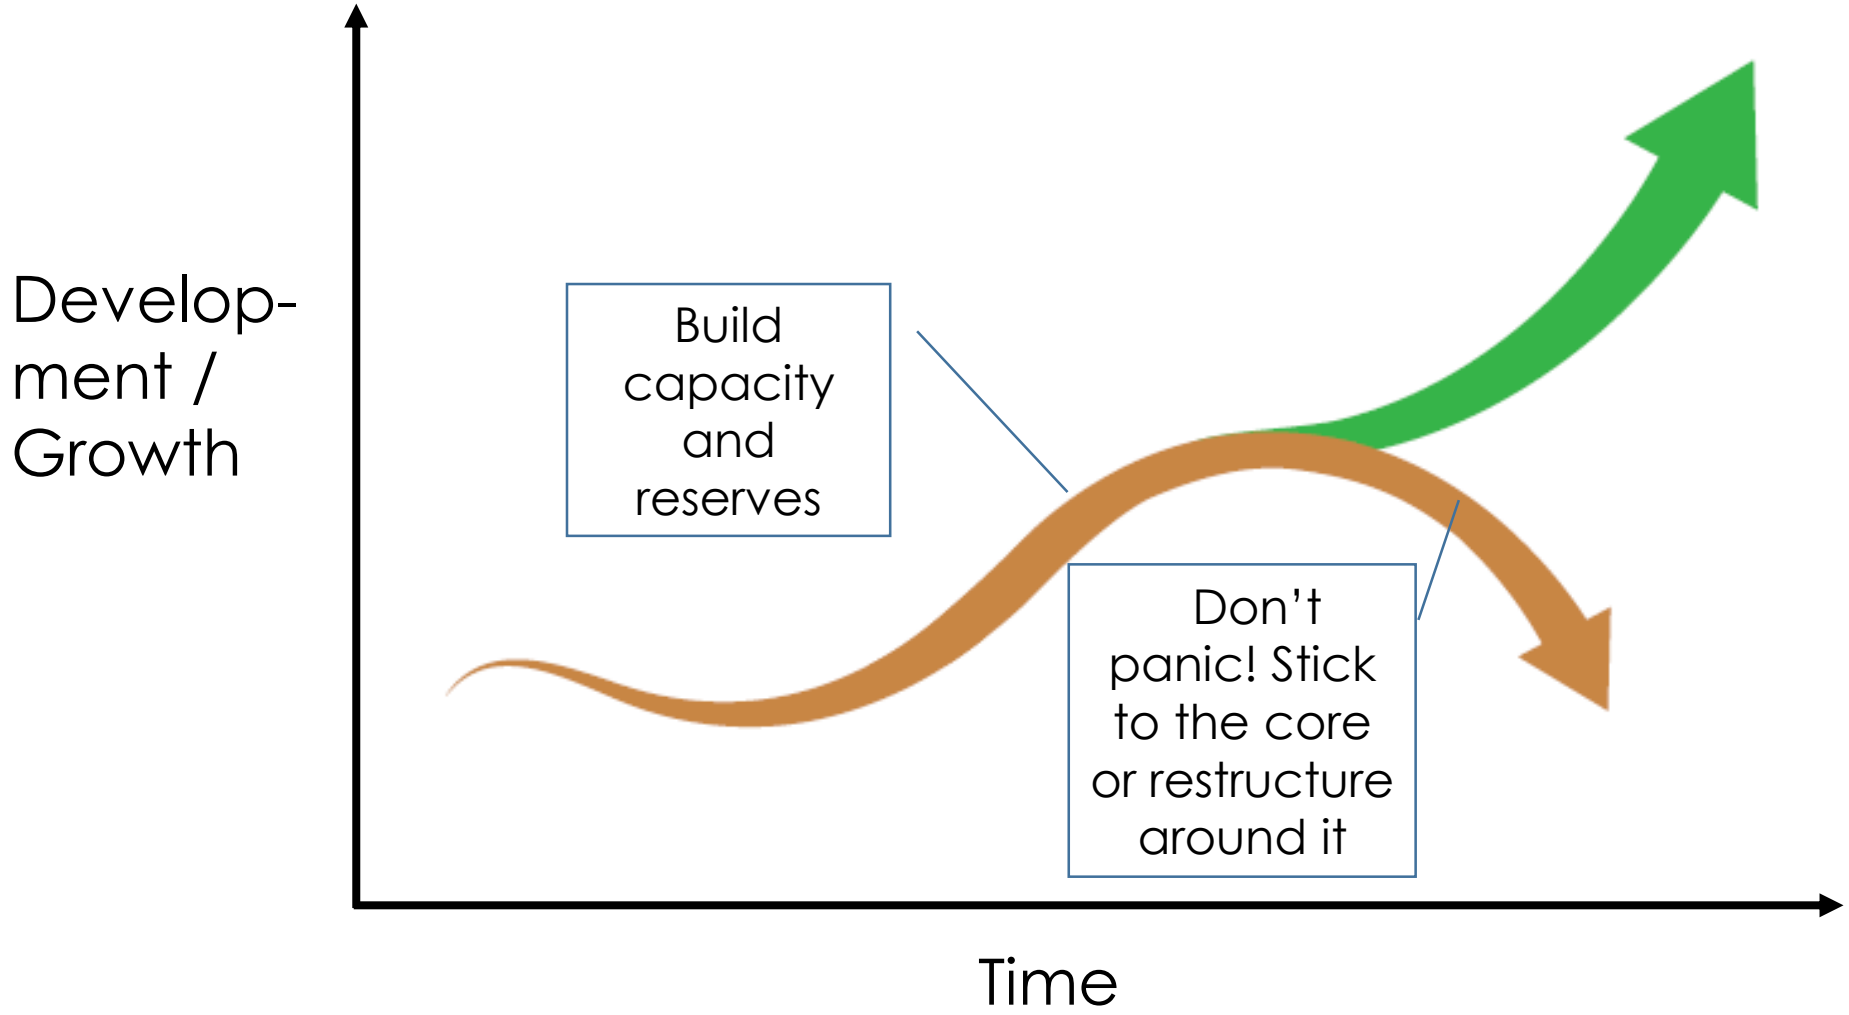 Develop-
ment /
Growth
Build
capacity
and
reserves
Don’t
panic! Stick
to the core
or restructure
around it
Time